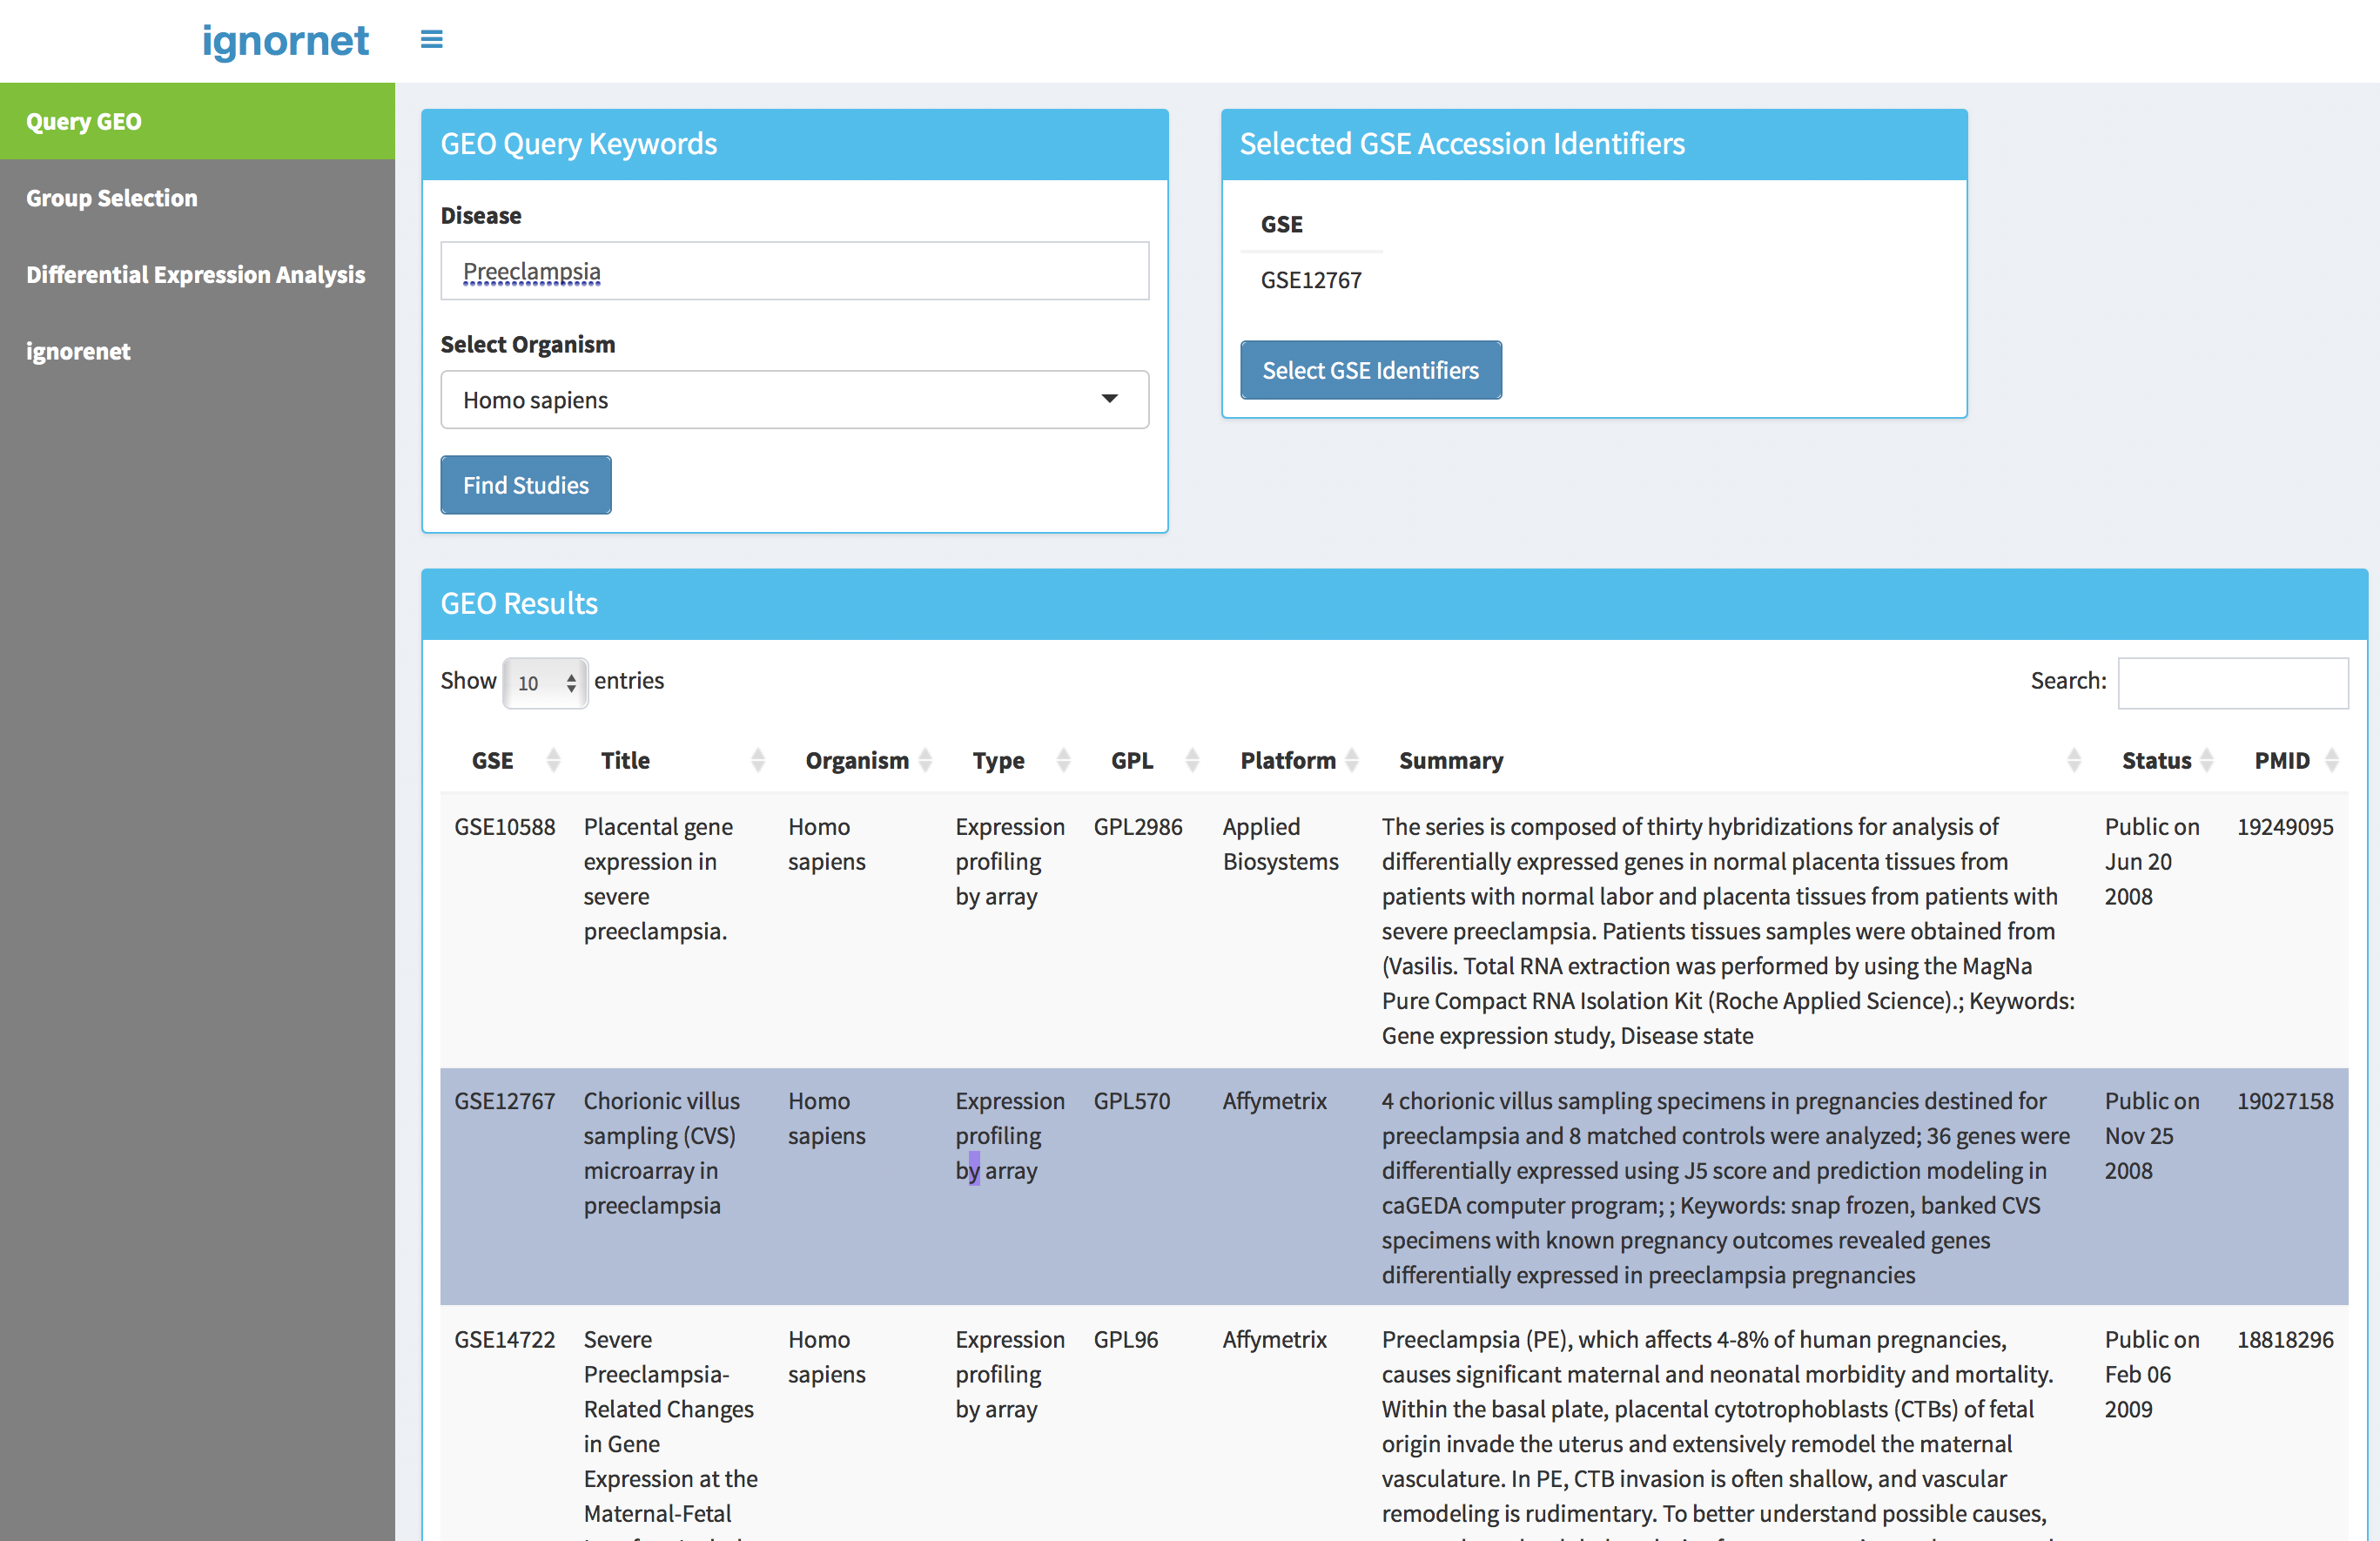 ignornet
Query GEO
Group Selection
Differential Expression Analysis
ignorenet
GEO Query Keywords
Disease
Preeclampsia
Select Organism
Homo sapiens
Find Studies
Selected GSE Accession Identifiers
GSE
GSE12767
Select GSE Identifiers
GEO Results
Show 10 entries
Search:
GSE Title Organism Type GPL Platform Summary Status PMID
GSE10588 Placental gene Homo Expression GPL2986 Applied The series is composed of thirty hybridizations for analysis of Public on 19249095
expression in sapiens profiling Biosystems differentially expressed genes in normal placenta tissues from Jun 20
severe by array patients with normal labor and placenta tissues from patients with 2008
preeclampsia. severe preeclampsia. Patients tissues samples were obtained from
(Vasilis. Total RNA extraction was performed by using the MagNa
Pure Compact RNA Isolation Kit (Roche Applied Science).; Keywords:
Gene expression study, Disease state
GSE12767 Chorionic villus Homo Expression GPL570 Affymetrix 4 chorionic villus sampling specimens in pregnancies destined for Public on 19027158
sampling (CVS) sapiens profiling preeclampsia and 8 matched controls were analyzed; 36 genes were Nov 25
microarray in by array differentially expressed using J5 score and prediction modeling in 2008
preeclampsia caGEDA computer program; ; Keywords: snap frozen, banked CVS
specimens with known pregnancy outcomes revealed genes
differentially expressed in preeclampsia pregnancies
GSE14722 Severe Homo Expression GPL96 Affymetrix Preeclampsia (PE), which affects 4-8% of human pregnancies, Public on 18818296
Preeclampsia- sapiens profiling causes significant maternal and neonatal morbidity and mortality. Feb 06
Related Changes by array Within the basal plate, placental cytotrophoblasts (CTBs) of fetal 2009
in Gene origin invade the uterus and extensively remodel the maternal
Expression at the vasculature. In PE, CTB invasion is often shallow, and vascular
Maternal-Fetal remodeling is rudimentary. To better understand possible causes,